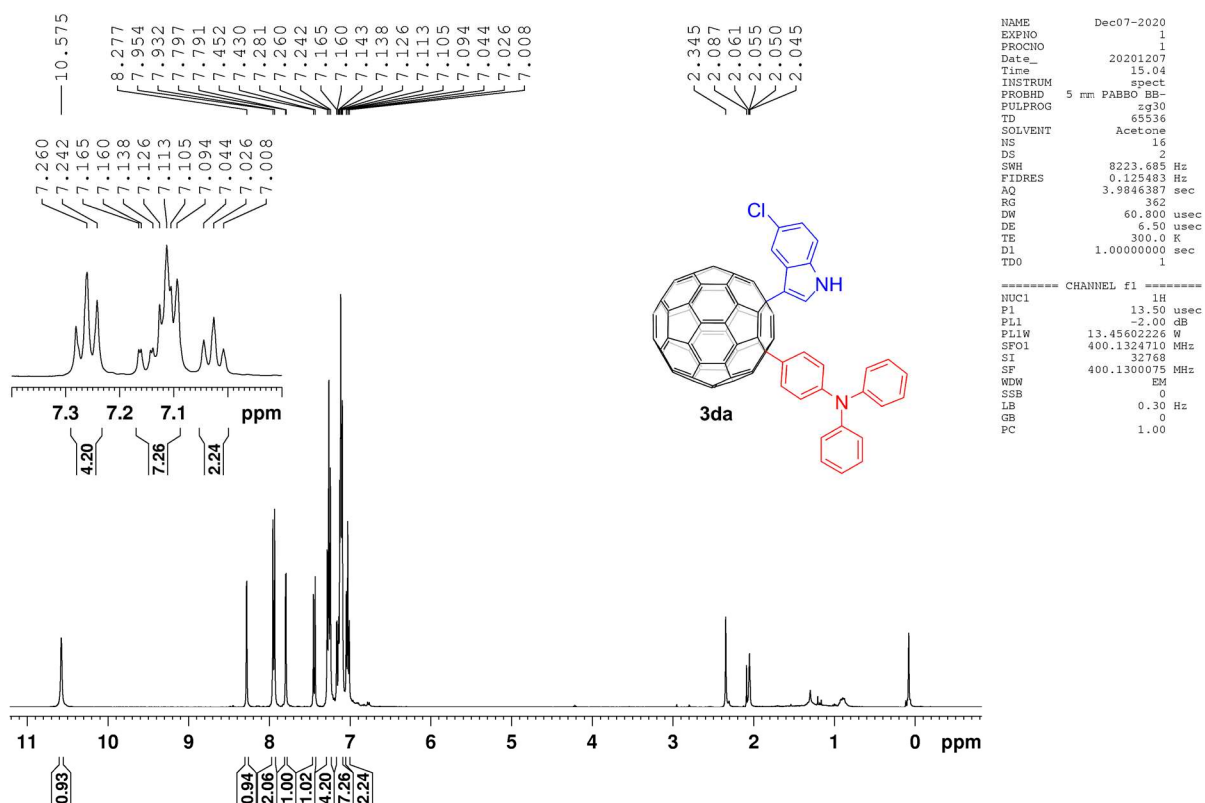 10.575
8.277
7.954
7.932
7.797
7.791
7.452
7.430
7.281
7.260
7.242
7.165
7.160
7.143
7.138
7.126
7.113
7.105
7.094
7.044
7.026
7.008
2.345
2.087
2.061
2.055
2.050
2.045
7.260
7.242
7.165
7.160
7.138
7.126
7.113
7.105
7.094
7.044
7.026
7.008
7.3 7.2 7.1 ppm
4.20 7.26 2.24
Cl
NH
N
3da
11 10 9 8 7 6 5 4 3 2 1 0 ppm
0.93 0.94 2.06 1.00 1.02 4.20 7.26 2.24
NAME Dec07-2020
EXPNO 1
PROCNO 1
Date_ 20201207
Time 15.04
INSTRUM spect
PROBHD 5 mm PABBO BB-
PULPROG zg30
TD 65536
SOLVENT Acetone
NS 16
DS 2
SWH 8223.685 Hz
FIDRES 0.125483 Hz
AQ 3.9846387 sec
RG 362
DW 60.800 usec
DE 6.50 usec
TE 300.0 K
D1 1.00000000 sec
TD0 1
======== CHANNEL f1 ========
NUC1 1H
P1 13.50 usec
PL1 -2.00 dB
PL1W 13.45602226 W
SFO1 400.1324710 MHz
SI 32768
SF 400.1300075 MHz
WDW EM
SSB 0
LB 0.30 Hz
GB 0
PC 1.00